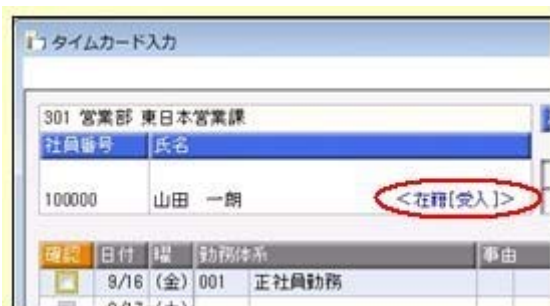 タイムカード入力
301 営業部 東日本営業課
社員番号 氏名
100000 山田 一朗 <在籍[受入]>
確認 日付 曜 勤務体系 事由
9/16 (金) 001 正社員勤務